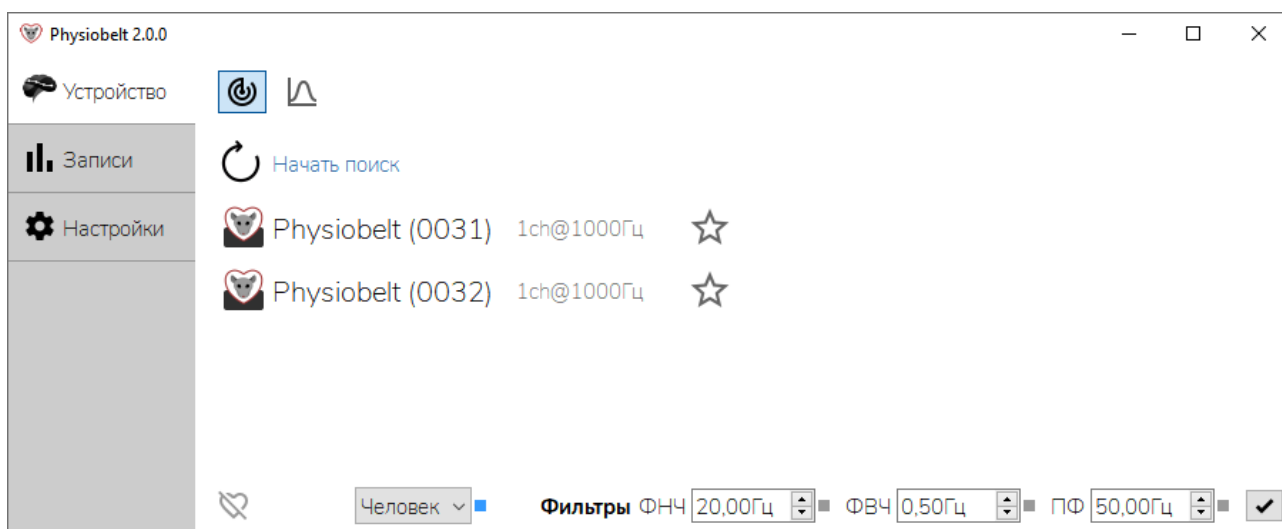 Physiobelt 2.0.0
Устройство
Записи
Настройки
Начать поиск
Physiobelt (0031) 1ch@1000Гц
Physiobelt (0032) 1ch@1000Гц
Человек Фильтры ФНЧ 20,00Гц ФВЧ 0,50Гц ПФ 50,00Гц